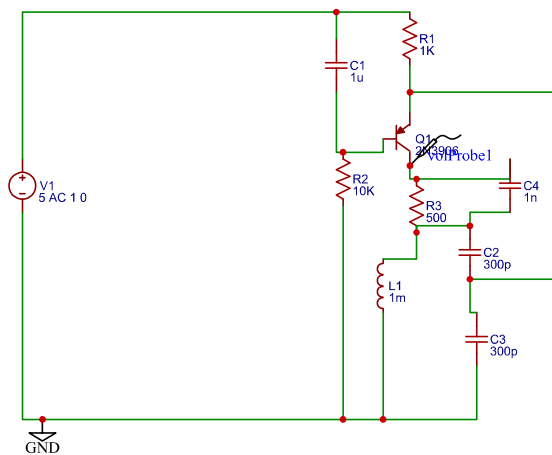 R1
1K
C1
1u
Q1
2N3906
volProbe1
V1
5 AC 1 0
R2
10K
C4
1n
R3
500
C2
300p
L1
1m
C3
300p
GND